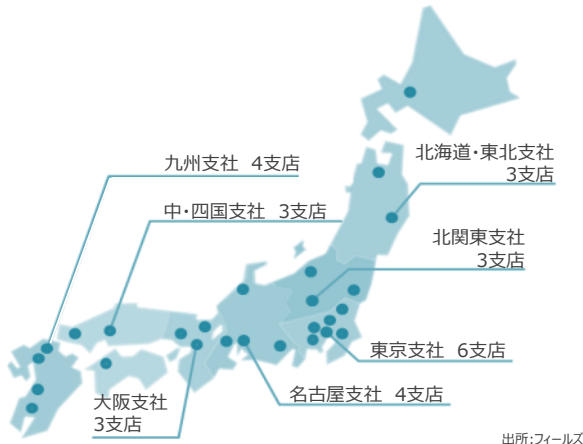 北海道・東北支社
3支店
九州支社 4支店
中・四国支社 3支店
北関東支社
3支店
東京支社 6支店
名古屋支社 4支店
大阪支社
3支店
出所:フィールズ